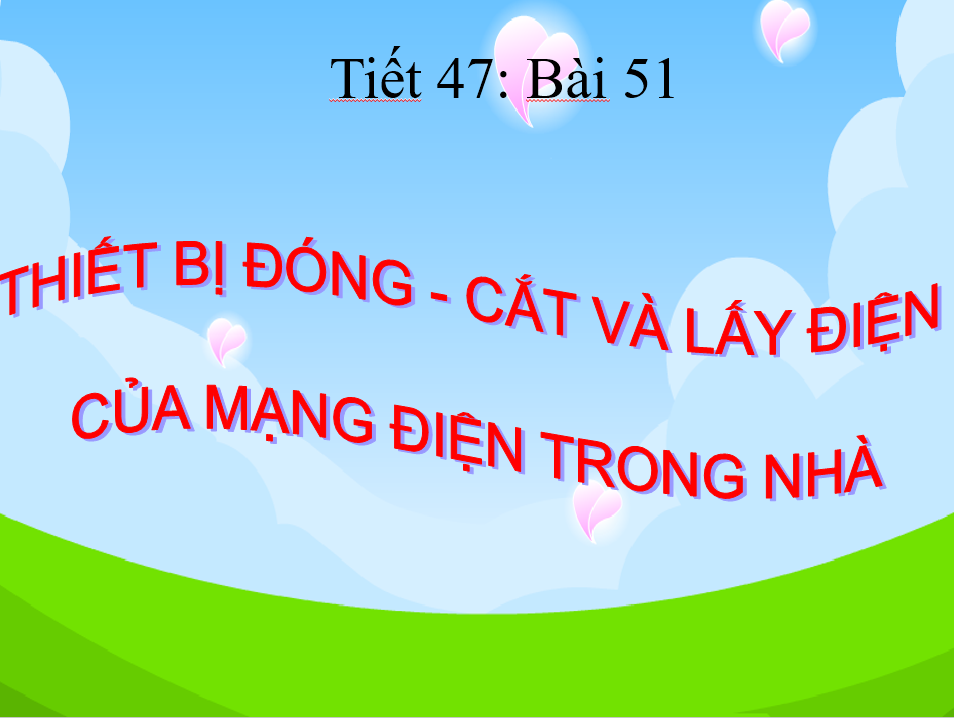 Tiết 47: Bài 51
THIẾT BỊ ĐÓNG - CẮT VÀ LẤY ĐIỆN
CỦA MẠNG ĐIỆN TRONG NHÀ